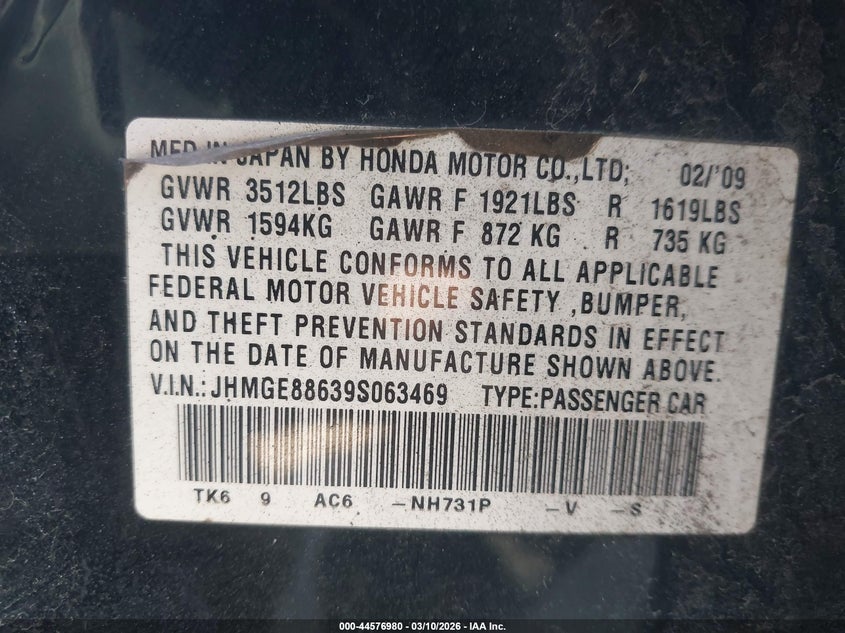 MFD IN JAPAN BY HONDA MOTOR CO.,LTD; 02/'09
GVWR 3512LBS GAWR F 1921LBS R 1619LBS
GVWR 1594KG GAWR F 872 KG R 735 KG
THIS VEHICLE CONFORMS TO ALL APPLICABLE
FEDERAL MOTOR VEHICLE SAFETY ,BUMPER,
AND THEFT PREVENTION STANDARDS IN EFFECT
ON THE DATE OF MANUFACTURE SHOWN ABOVE.
V.I.N.: JHMGE88639S063469 TYPE:PASSENGER CAR
TK6 9 AC6 -NH731P -V -S
000-44576980 — 03/10/2026 — IAA Inc.